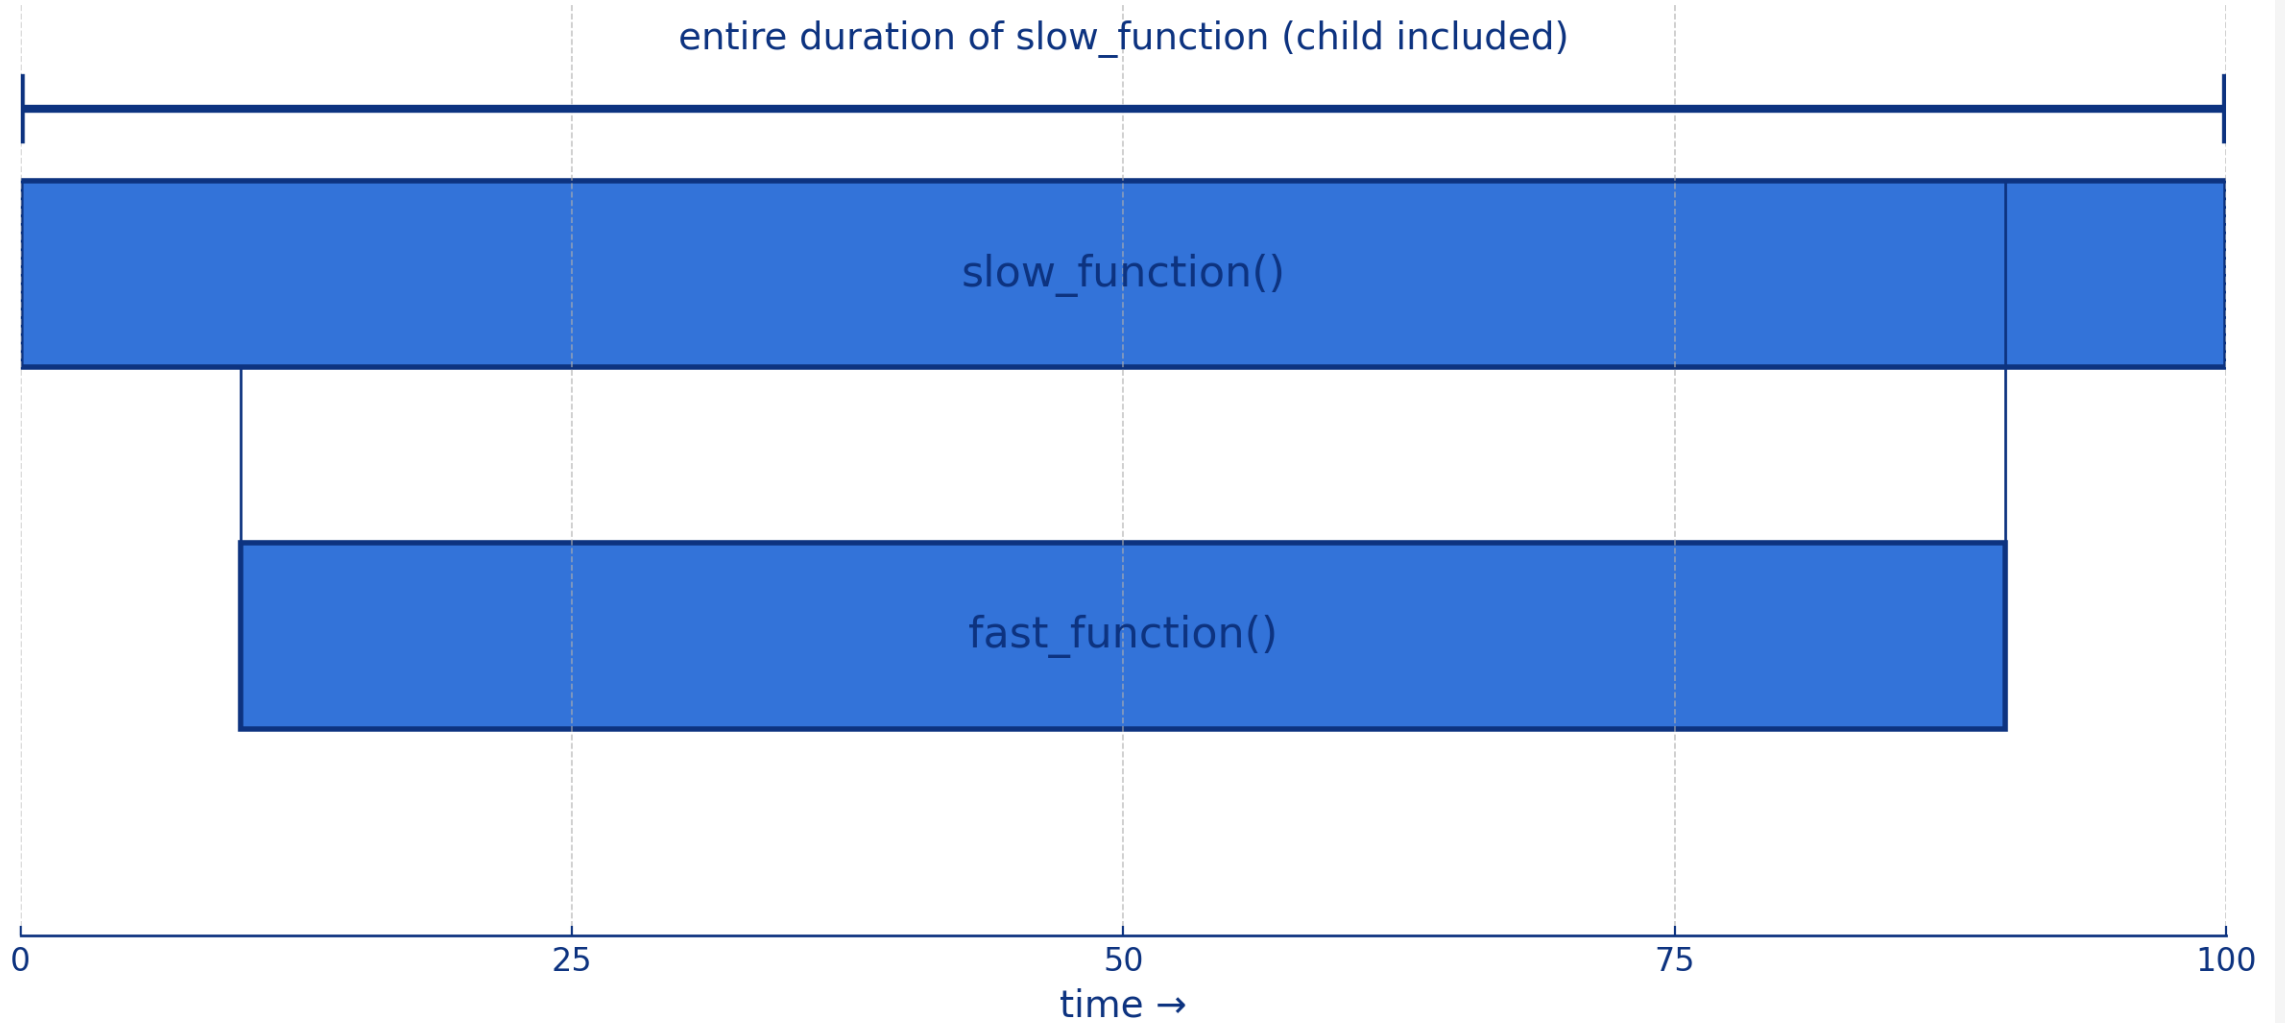 entire duration of slow_function (child included)
slow_function()
fast_function()
0 25 50 75 100
time →